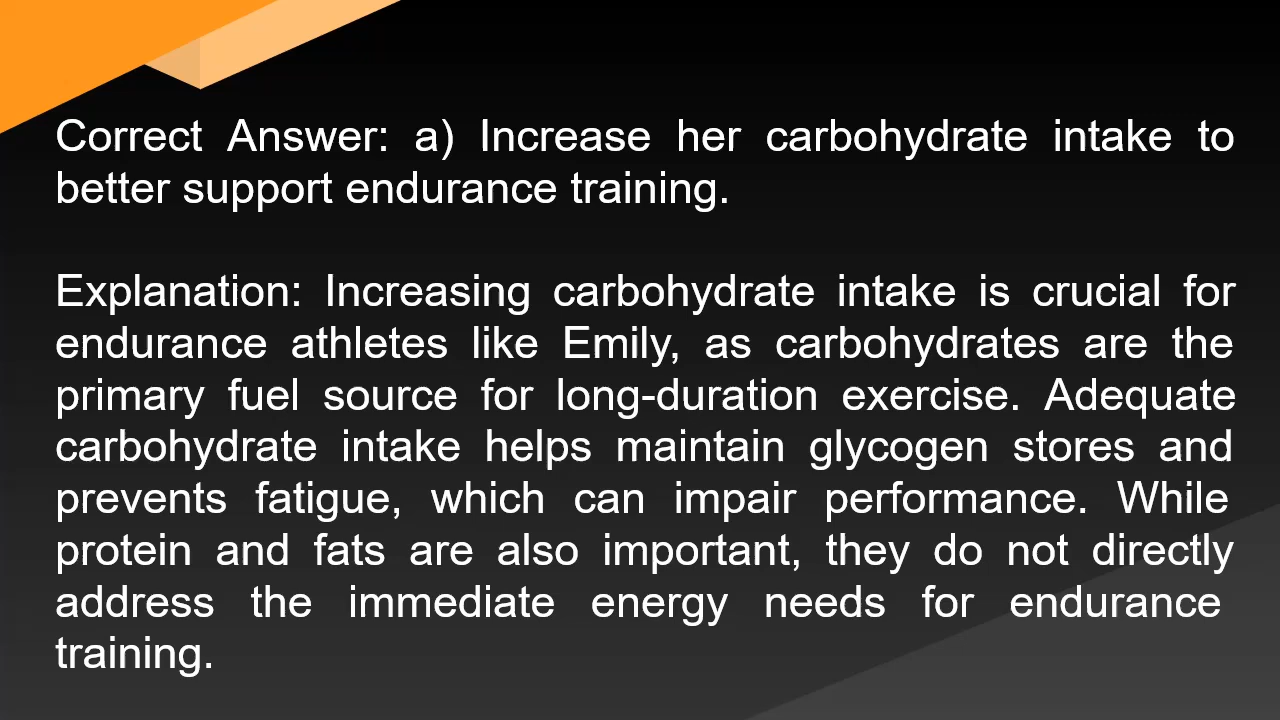 Correct Answer: a) Increase her carbohydrate intake to
better support endurance training.
Explanation: Increasing carbohydrate intake is crucial for
endurance athletes like Emily, as carbohydrates are the
primary fuel source for long-duration exercise. Adequate
carbohydrate intake helps maintain glycogen stores and
prevents fatigue, which can impair performance. While
protein and fats are also important, they do not directly
address the immediate energy needs for endurance
training.